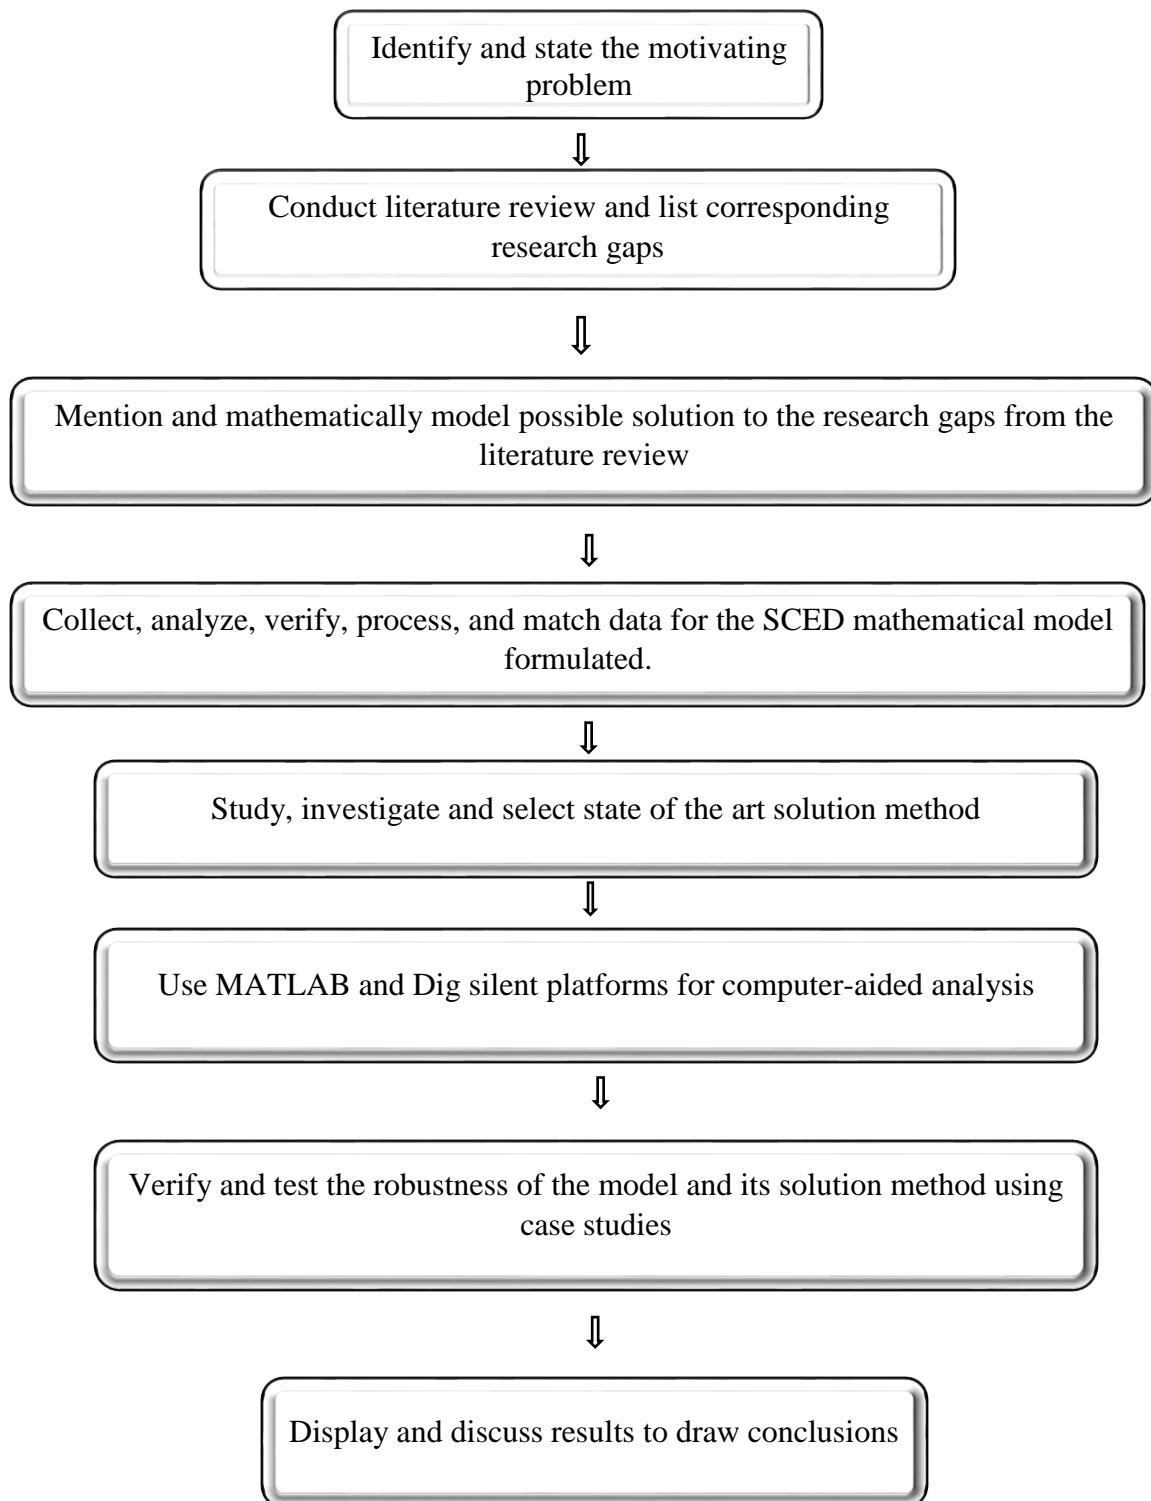 Identify and state the motivating
problem
Conduct literature review and list corresponding
research gaps
Mention and mathematically model possible solution to the research gaps from the
literature review
Collect, analyze, verify, process, and match data for the SCED mathematical model
formulated.
Study, investigate and select state of the art solution method
Use MATLAB and Dig silent platforms for computer-aided analysis
Verify and test the robustness of the model and its solution method using
case studies
Display and discuss results to draw conclusions